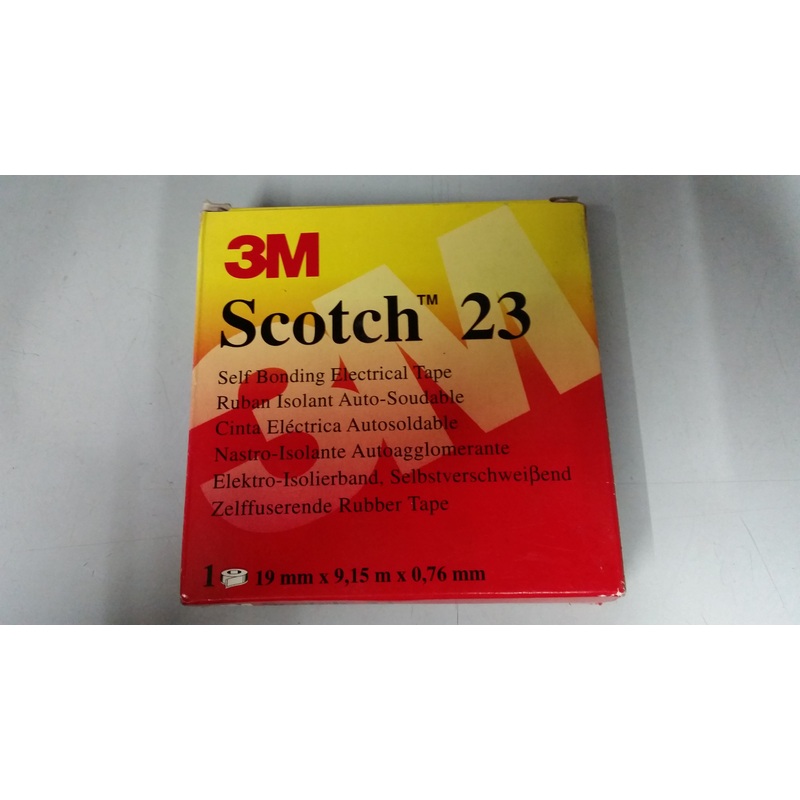 3M
Scotch™ 23
Self Bonding Electrical Tape
Ruban Isolant Auto-Soudable
Cinta Eléctrica Autosoldable
Nastro-Isolante Autoagglomerante
Elektro-Isolierband, Selbstverschweiβend
Zelffuserende Rubber Tape
1 19 mm x 9,15 m x 0,76 mm